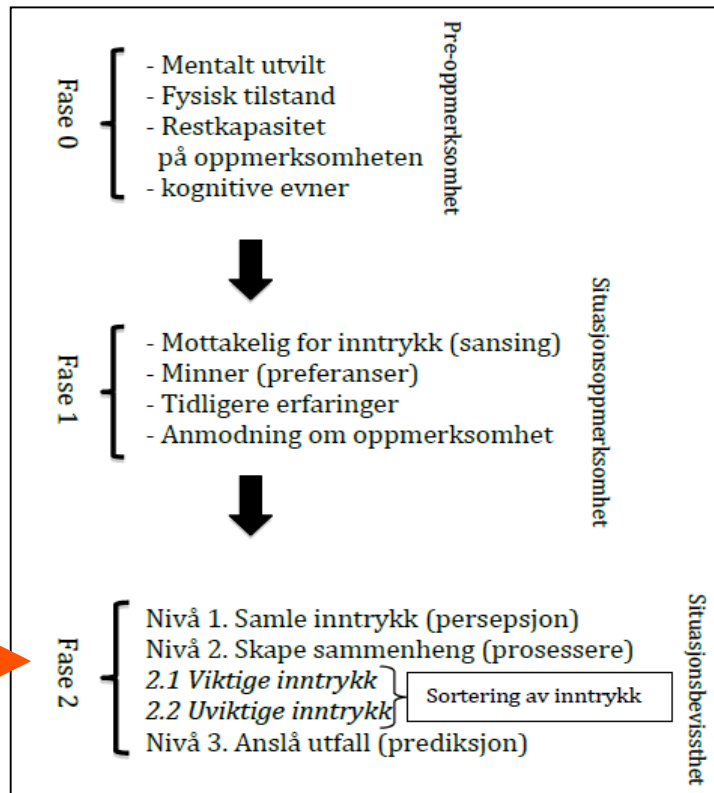 Pre-oppmerksomhet
Fase 0
- Mentalt utvilt
- Fysisk tilstand
- Restkapasitet
på oppmerksomheten
- kognitive evner
Situasjonsoppmerksomhet
Fase 1
- Mottakelig for inntrykk (sansing)
- Minner (preferanser)
- Tidligere erfaringer
- Anmodning om oppmerksomhet
Situasjonsbevissthet
Fase 2
Nivå 1. Samle inntrykk (persepsjon)
Nivå 2. Skape sammenheng (prosessere)
2.1 Viktige inntrykk
2.2 Uviktige inntrykk
Sortering av inntrykk
Nivå 3. Anslå utfall (prediksjon)